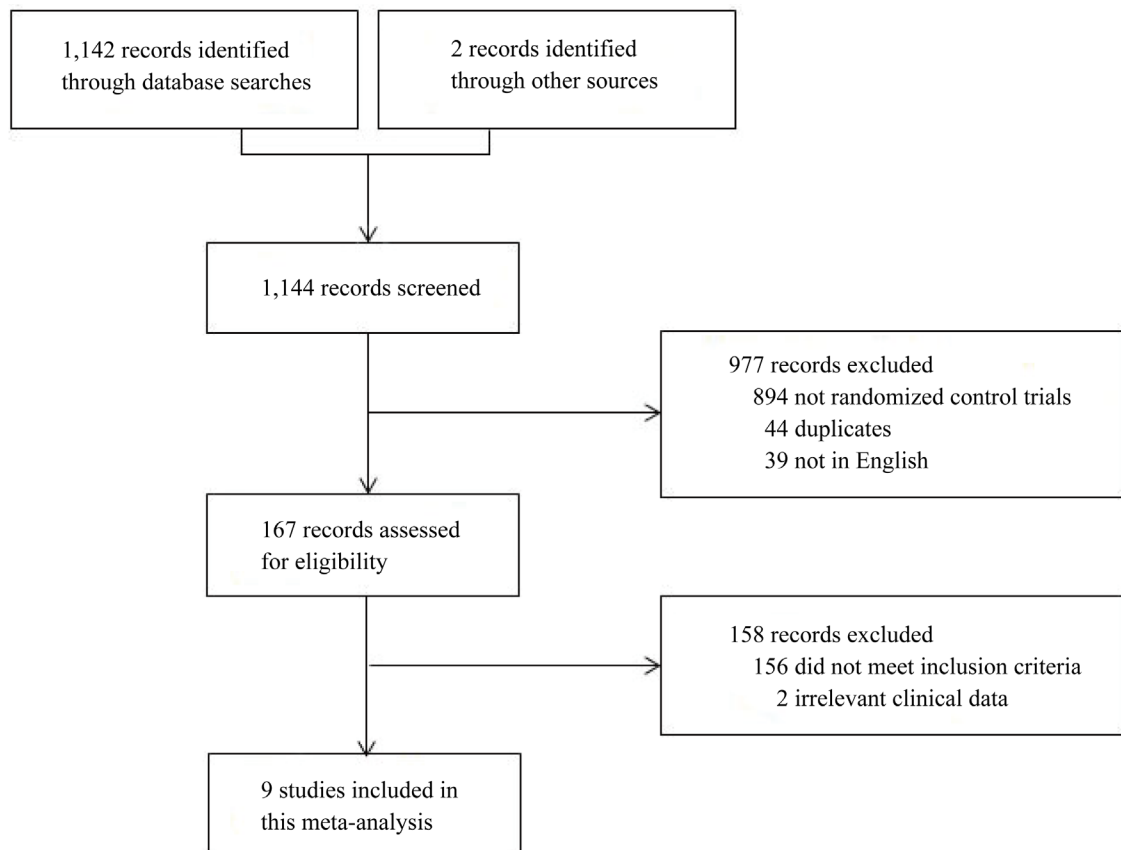 1,142 records identified
through database searches
2 records identified
through other sources
1,144 records screened
977 records excluded
894 not randomized control trials
44 duplicates
39 not in English
167 records assessed
for eligibility
158 records excluded
156 did not meet inclusion criteria
2 irrelevant clinical data
9 studies included in
this meta-analysis